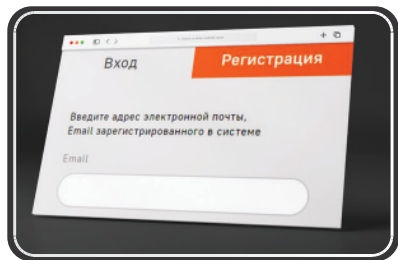 Вход
Регистрация
Введите адрес электронной почты,
Email зарегистрированного в системе
Email